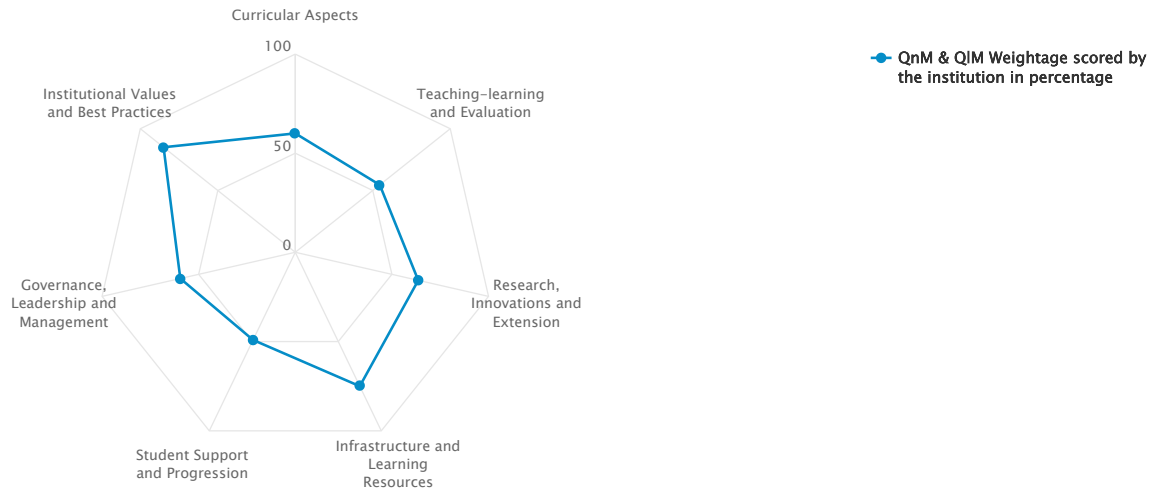 Curricular Aspects
100
50
0
Teaching-learning
and Evaluation
Research,
Innovations and
Extension
Infrastructure and
Learning
Resources
Student Support
and Progression
Governance,
Leadership and
Management
Institutional Values
and Best Practices
QnM & QlM Weightage scored by
the institution in percentage